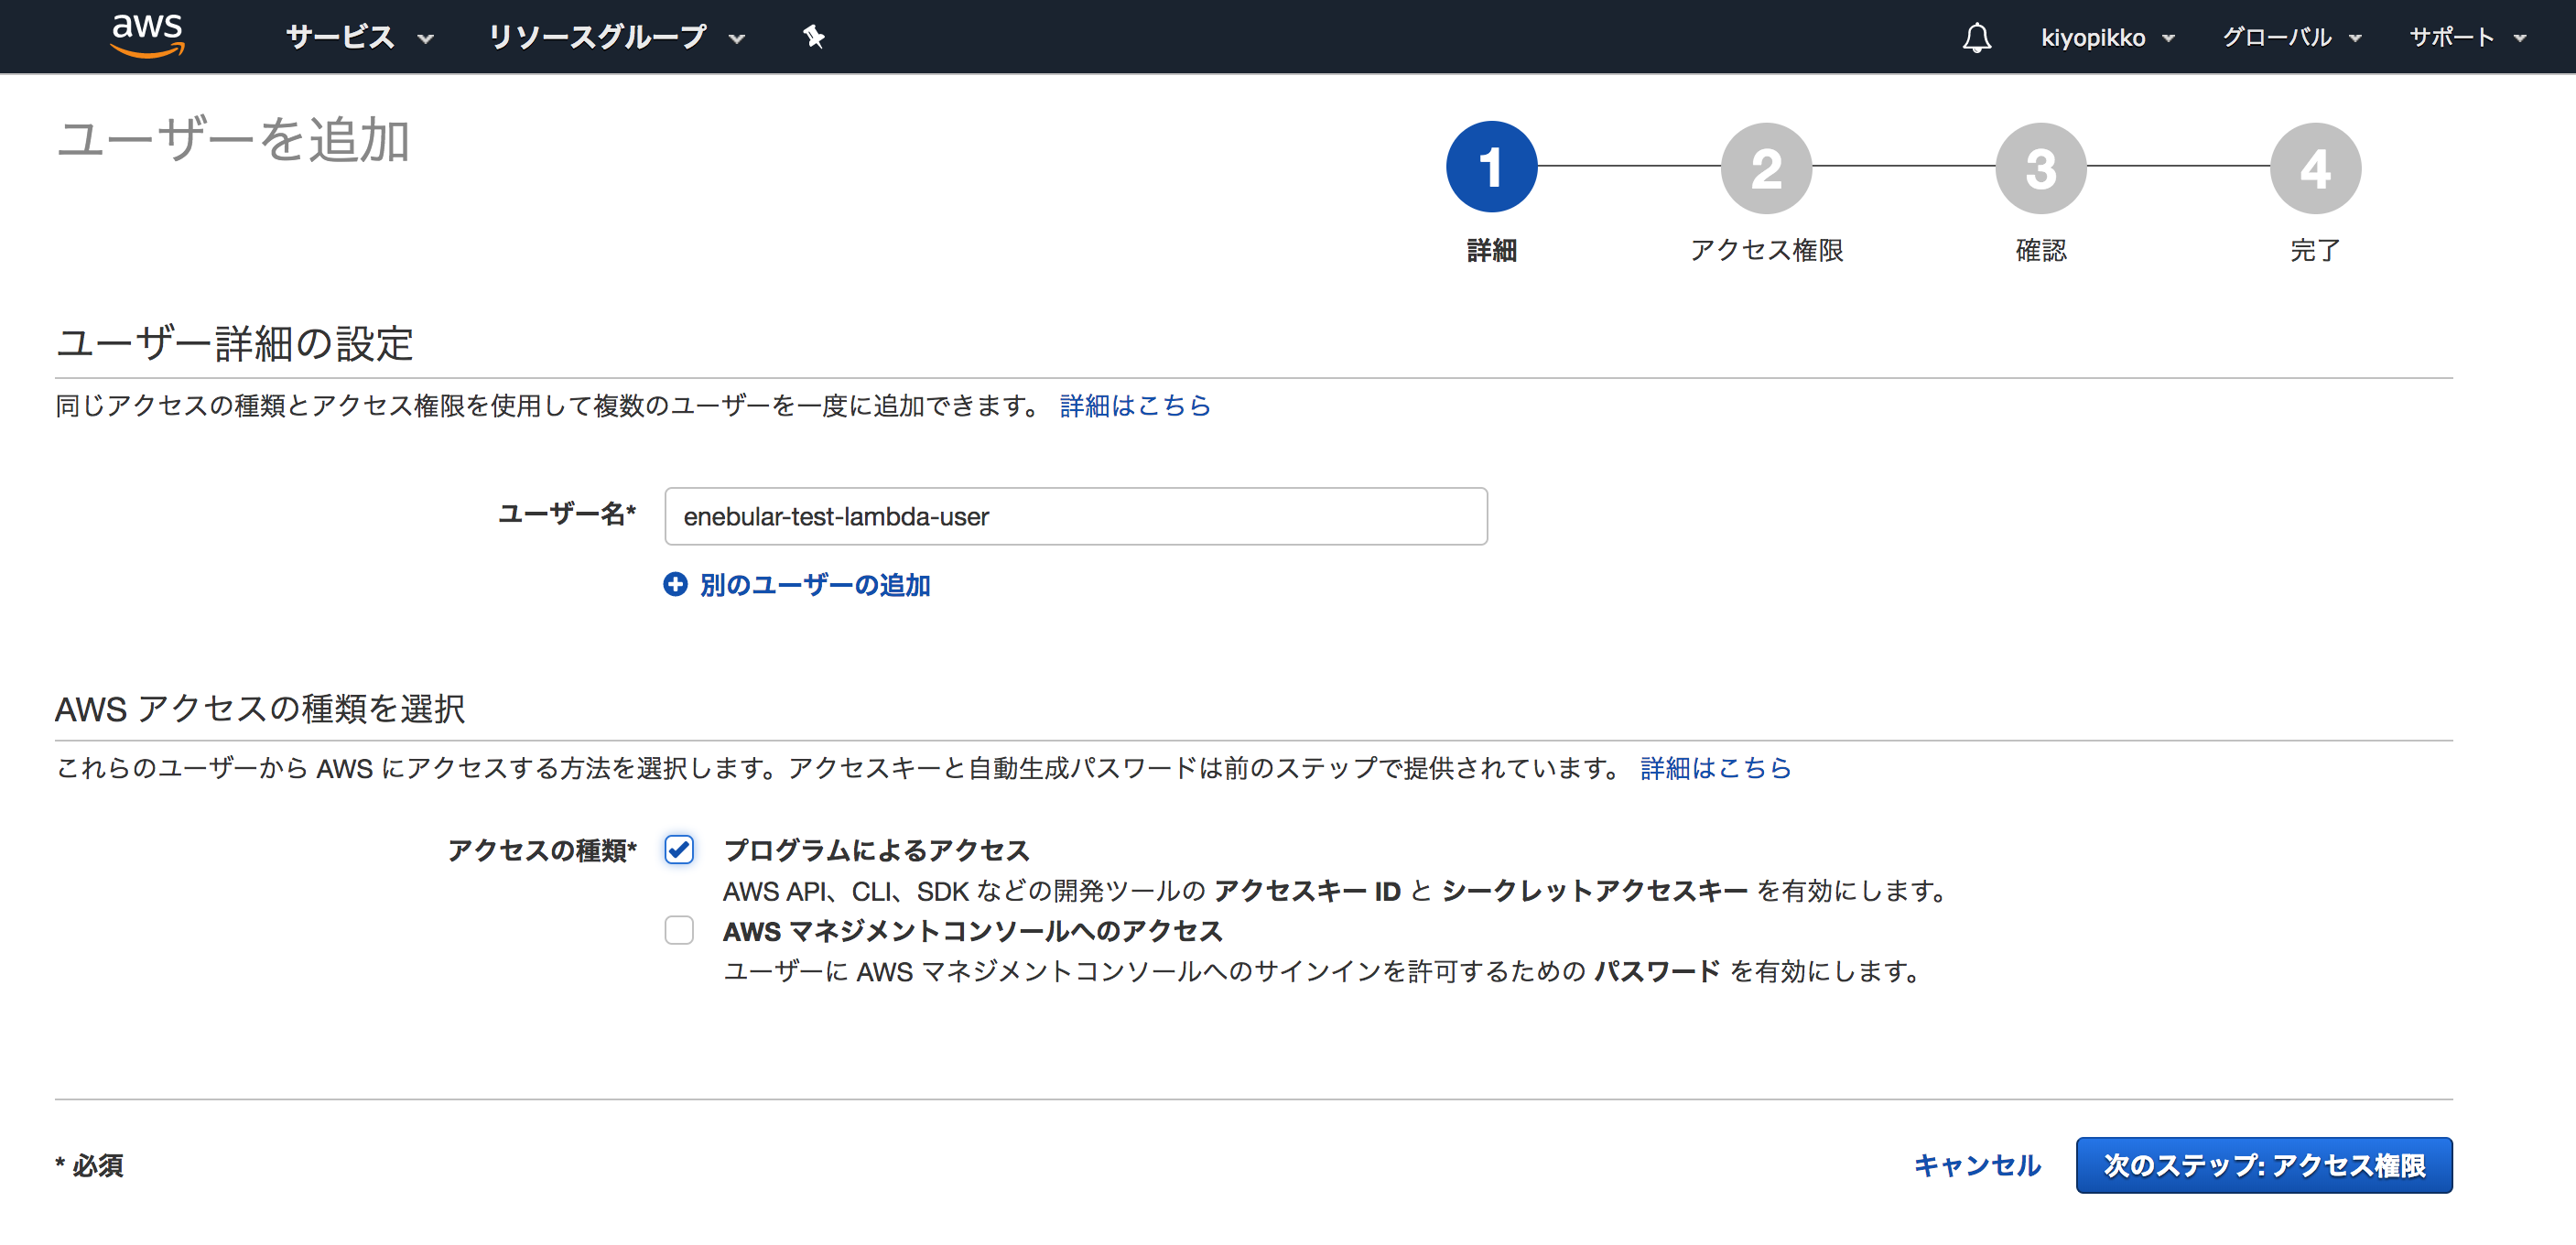 aws サービス リソースグループ kiyopikko グローバル サポート
ユーザーを追加
1 2 3 4
詳細 アクセス権限 確認 完了
ユーザー詳細の設定
同じアクセスの種類とアクセス権限を使用して複数のユーザーを一度に追加できます。 詳細はこちら
ユーザー名* enebular-test-lambda-user
別のユーザーの追加
AWS アクセスの種類を選択
これらのユーザーから AWS にアクセスする方法を選択します。アクセスキーと自動生成パスワードは前のステップで提供されています。 詳細はこちら
アクセスの種類* プログラムによるアクセス
AWS API、CLI、SDK などの開発ツールの アクセスキー ID と シークレットアクセスキー を有効にします。
AWS マネジメントコンソールへのアクセス
ユーザーに AWS マネジメントコンソールへのサインインを許可するための パスワード を有効にします。
* 必須 キャンセル 次のステップ: アクセス権限